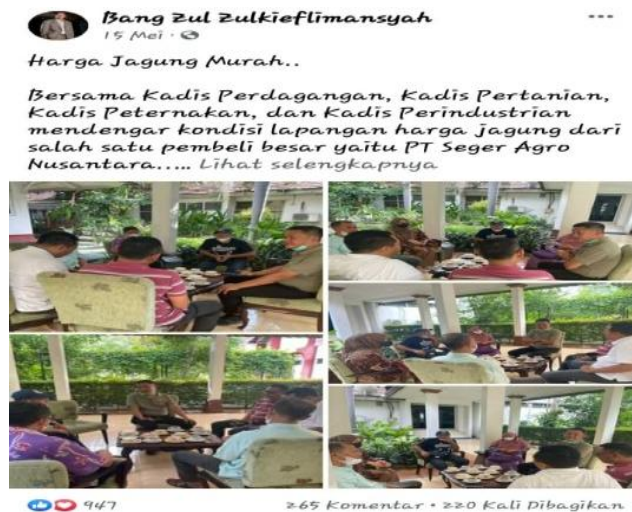 Bang Zul Zulkieflimansyah
15 Mei
Harga Jagung Murah..
Bersama Kadis Perdagangan, Kadis Pertanian,
Kadis Peternakan, dan Kadis Perindustrian
mendengar kondisi lapangan harga jagung dari
salah satu pembeli besar yaitu PT Seger Agro
Nusantara..... Lihat selengkapnya
947
265 Komentar • 220 Kali Dibagikan